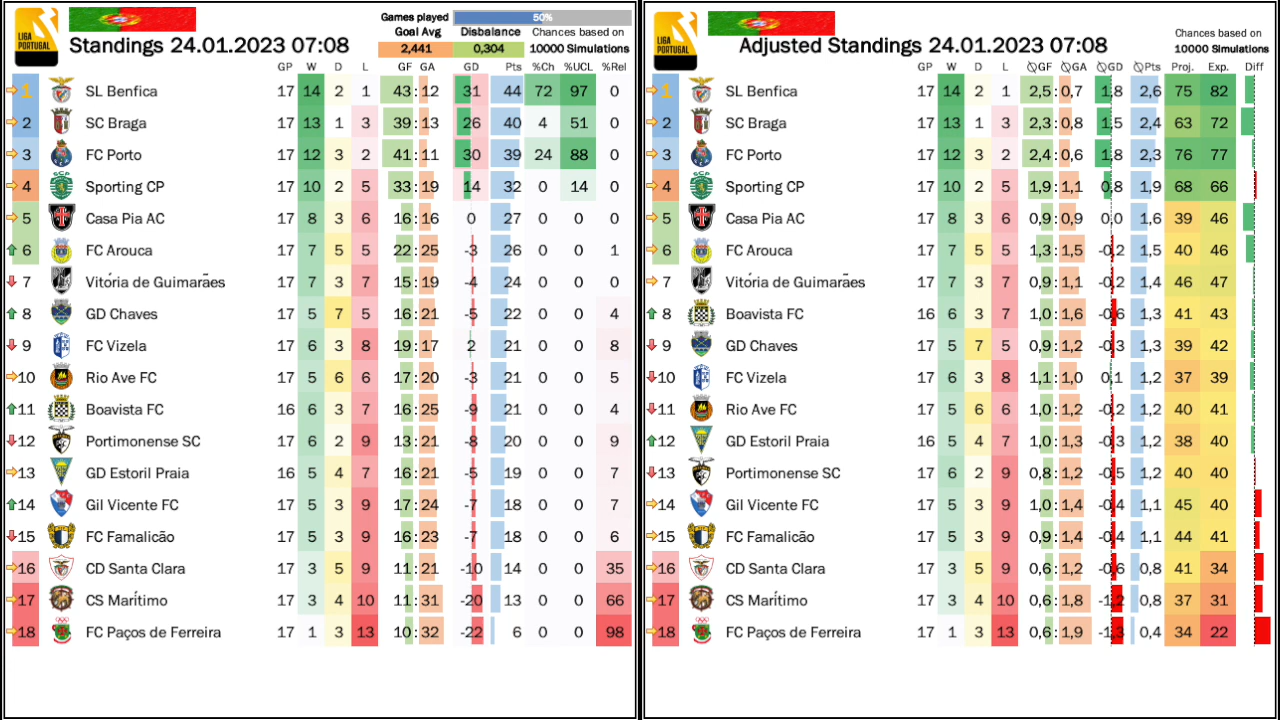 LIGA PORTUGAL
Standings 24.01.2023 07:08
Games played 50%
Goal Avg Disbalance Chances based on
2,441 0,304 10000 Simulations
GP W D L GF GA GD Pts %Ch %UCL %Rel
1 SL Benfica 17 14 2 1 43:12 31 44 72 97 0
2 SC Braga 17 13 1 3 39:13 26 40 4 51 0
3 FC Porto 17 12 3 2 41:11 30 39 24 88 0
4 Sporting CP 17 10 2 5 33:19 14 32 0 14 0
5 Casa Pia AC 17 8 3 6 16:16 0 27 0 0 0
6 FC Arouca 17 7 5 5 22:25 -3 26 0 0 1
7 Vitória de Guimarães 17 7 3 7 15:19 -4 24 0 0 0
8 GD Chaves 17 5 7 5 16:21 -5 22 0 0 4
9 FC Vizela 17 6 3 8 19:17 2 21 0 0 8
10 Rio Ave FC 17 5 6 6 17:20 -3 21 0 0 5
11 Boavista FC 16 6 3 7 16:25 -9 21 0 0 4
12 Portimonense SC 17 6 2 9 13:21 -8 20 0 0 9
13 GD Estoril Praia 16 5 4 7 16:21 -5 19 0 0 7
14 Gil Vicente FC 17 5 3 9 17:24 -7 18 0 0 7
15 FC Famalicão 17 5 3 9 16:23 -7 18 0 0 6
16 CD Santa Clara 17 3 5 9 11:21 -10 14 0 0 35
17 CS Marítimo 17 3 4 10 11:31 -20 13 0 0 66
18 FC Paços de Ferreira 17 1 3 13 10:32 -22 6 0 0 98
LIGA PORTUGAL
Adjusted Standings 24.01.2023 07:08
Chances based on
10000 Simulations
GP W D L ∅GF ∅GA ∅GD ∅Pts Proj. Exp. Diff
1 SL Benfica 17 14 2 1 2,5:0,7 1,8 2,6 75 82
2 SC Braga 17 13 1 3 2,3:0,8 1,5 2,4 63 72
3 FC Porto 17 12 3 2 2,4:0,6 1,8 2,3 76 77
4 Sporting CP 17 10 2 5 1,9:1,1 0,8 1,9 68 66
5 Casa Pia AC 17 8 3 6 0,9:0,9 0,0 1,6 39 46
6 FC Arouca 17 7 5 5 1,3:1,5 -0,2 1,5 40 46
7 Vitória de Guimarães 17 7 3 7 0,9:1,1 -0,2 1,4 46 47
8 Boavista FC 16 6 3 7 1,0:1,6 -0,6 1,3 41 43
9 GD Chaves 17 5 7 5 0,9:1,2 -0,3 1,3 39 42
10 FC Vizela 17 6 3 8 1,1:1,0 0,1 1,2 37 39
11 Rio Ave FC 17 5 6 6 1,0:1,2 -0,2 1,2 40 41
12 GD Estoril Praia 16 5 4 7 1,0:1,3 -0,3 1,2 38 40
13 Portimonense SC 17 6 2 9 0,8:1,2 -0,5 1,2 40 40
14 Gil Vicente FC 17 5 3 9 1,0:1,4 -0,4 1,1 45 40
15 FC Famalicão 17 5 3 9 0,9:1,4 -0,4 1,1 44 41
16 CD Santa Clara 17 3 5 9 0,6:1,2 -0,6 0,8 41 34
17 CS Marítimo 17 3 4 10 0,6:1,8 -1,2 0,8 37 31
18 FC Paços de Ferreira 17 1 3 13 0,6:1,9 -1,3 0,4 34 22